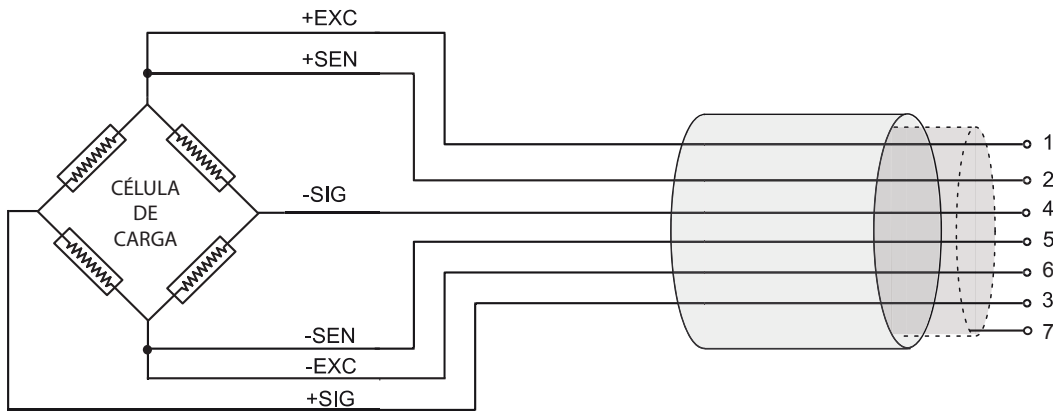 +EXC
+SEN
CÉLULA
DE
CARGA
-SIG
-SEN
-EXC
+SIG
1
2
4
5
6
3
7